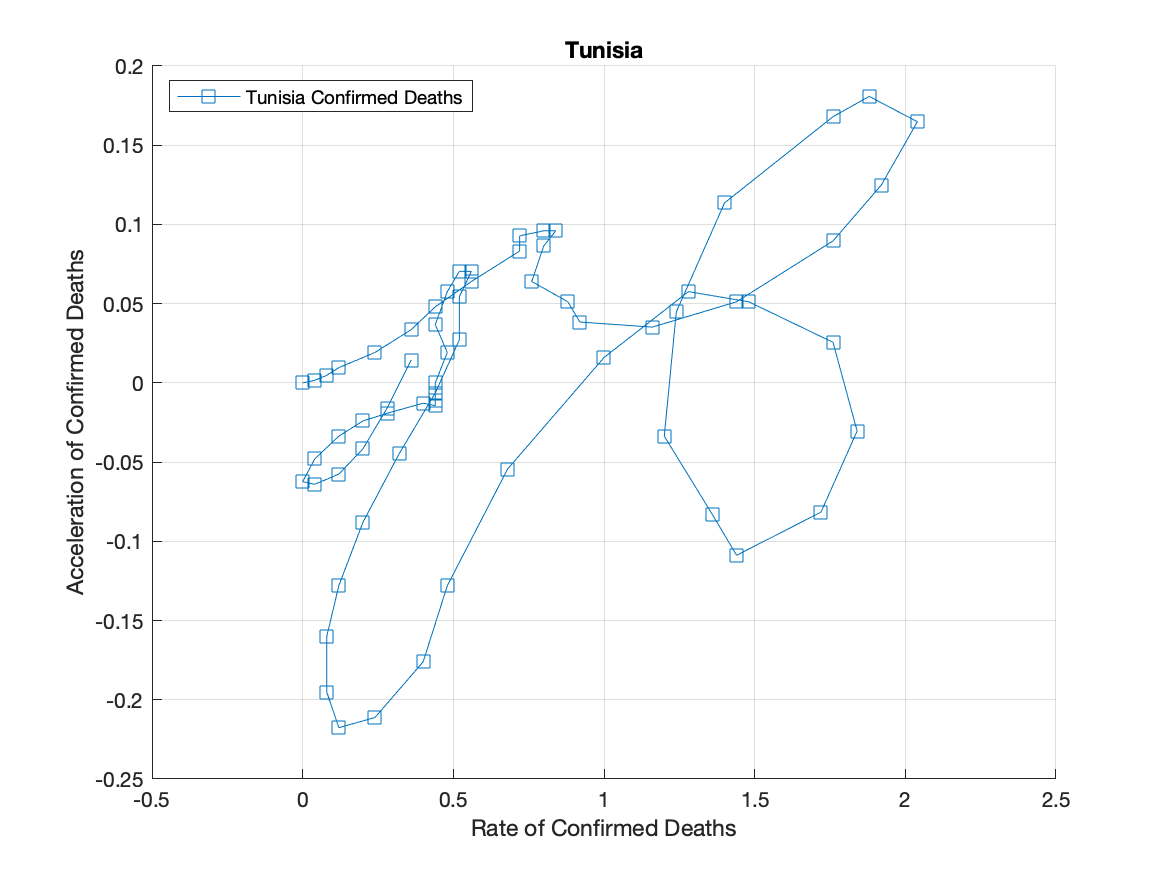 Tunisia
Tunisia Confirmed Deaths
0.2
0.15
0.1
0.05
0
-0.05
-0.1
-0.15
-0.2
-0.25
Acceleration of Confirmed Deaths
-0.5 0 0.5 1 1.5 2 2.5
Rate of Confirmed Deaths